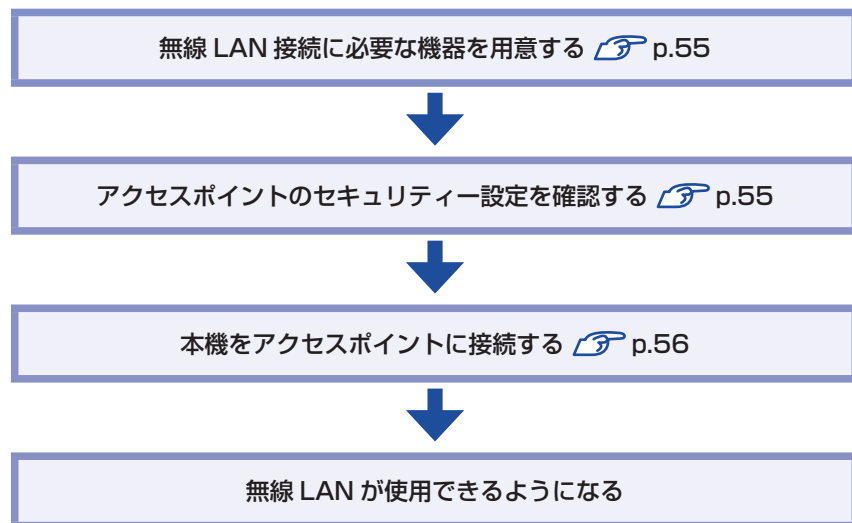 無線 LAN 接続に必要な機器を用意する p.55
アクセスポイントのセキュリティー設定を確認する p.55
本機をアクセスポイントに接続する p.56
無線 LAN が使用できるようになる